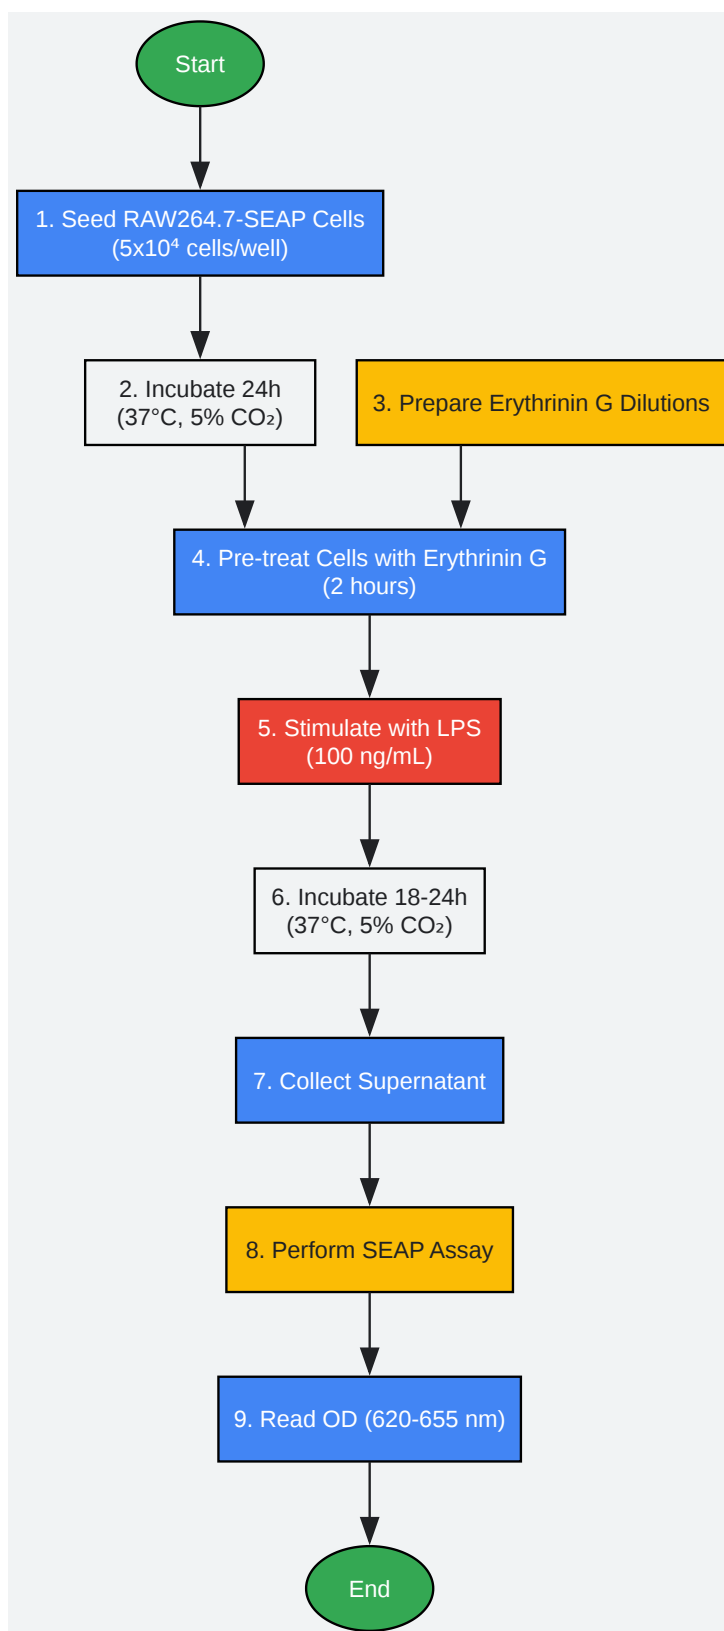 Start
1. Seed RAW264.7-SEAP Cells
(5x10⁴ cells/well)
2. Incubate 24h
(37°C, 5% CO₂)
3. Prepare Erythrinin G Dilutions
4. Pre-treat Cells with Erythrinin G
(2 hours)
5. Stimulate with LPS
(100 ng/mL)
6. Incubate 18-24h
(37°C, 5% CO₂)
7. Collect Supernatant
8. Perform SEAP Assay
9. Read OD (620-655 nm)
End